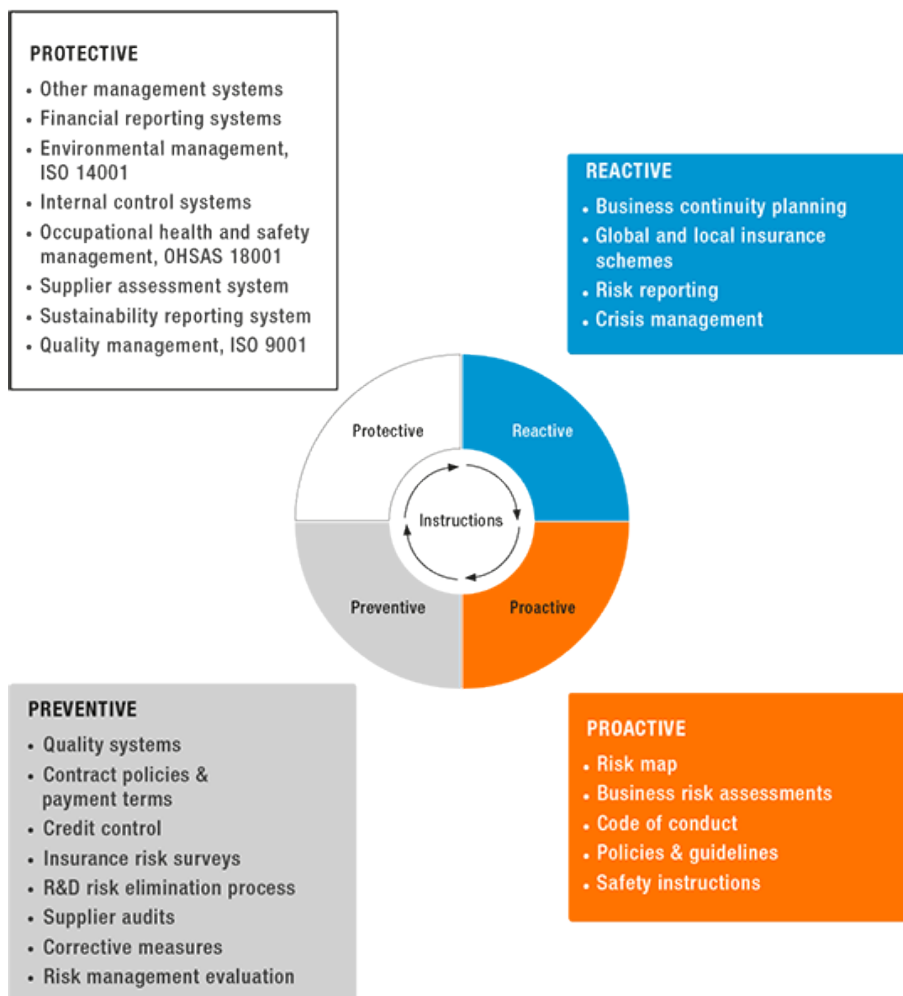 PROTECTIVE
• Other management systems
• Financial reporting systems
• Environmental management,
ISO 14001
• Internal control systems
• Occupational health and safety
management, OHSAS 18001
• Supplier assessment system
• Sustainability reporting system
• Quality management, ISO 9001
REACTIVE
• Business continuity planning
• Global and local insurance
schemes
• Risk reporting
• Crisis management
Protective
Reactive
Instructions
Preventive
Proactive
PREVENTIVE
• Quality systems
• Contract policies &
payment terms
• Credit control
• Insurance risk surveys
• R&D risk elimination process
• Supplier audits
• Corrective measures
• Risk management evaluation
PROACTIVE
• Risk map
• Business risk assessments
• Code of conduct
• Policies & guidelines
• Safety instructions